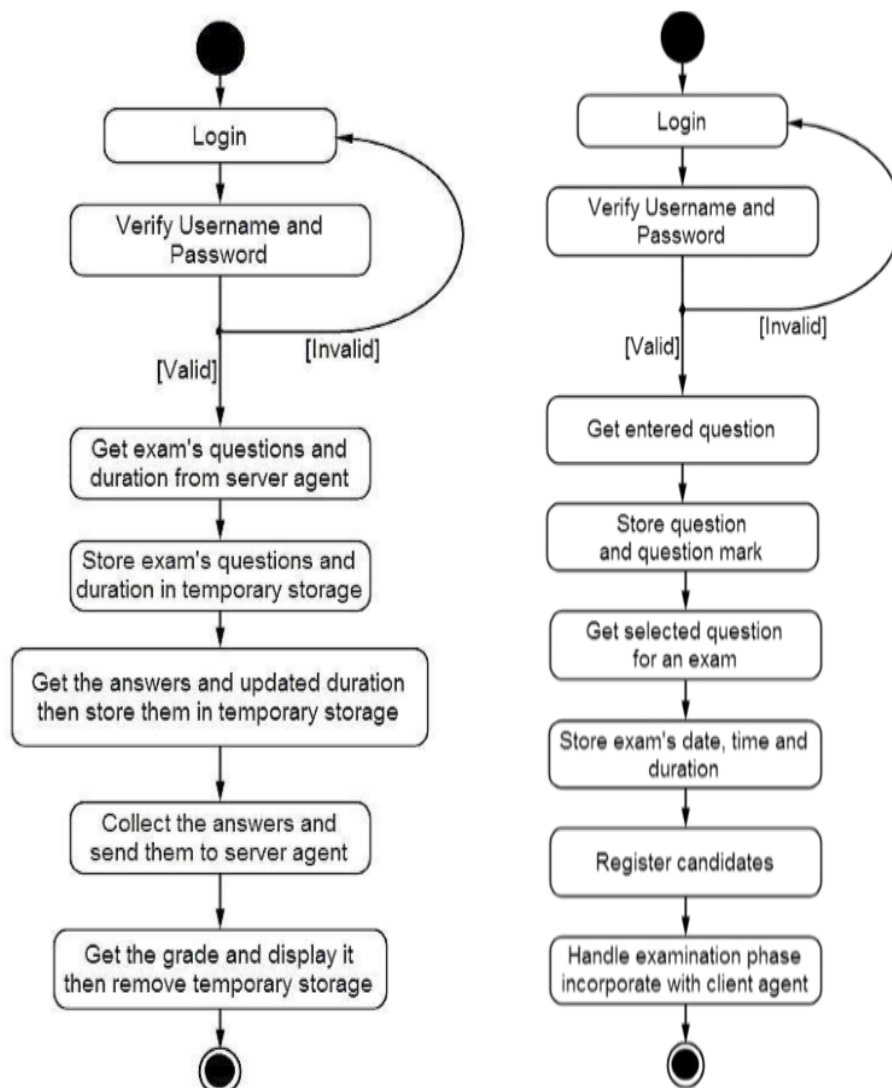 Login
Verify Username and
Password
[Invalid]
[Valid]
Get exam's questions and
duration from server agent
Store exam's questions and
duration in temporary storage
Get the answers and updated duration
then store them in temporary storage
Collect the answers and
send them to server agent
Get the grade and display it
then remove temporary storage
Login
Verify Username and
Password
[Invalid]
[Valid]
Get entered question
Store question
and question mark
Get selected question
for an exam
Store exam's date, time and
duration
Register candidates
Handle examination phase
incorporate with client agent